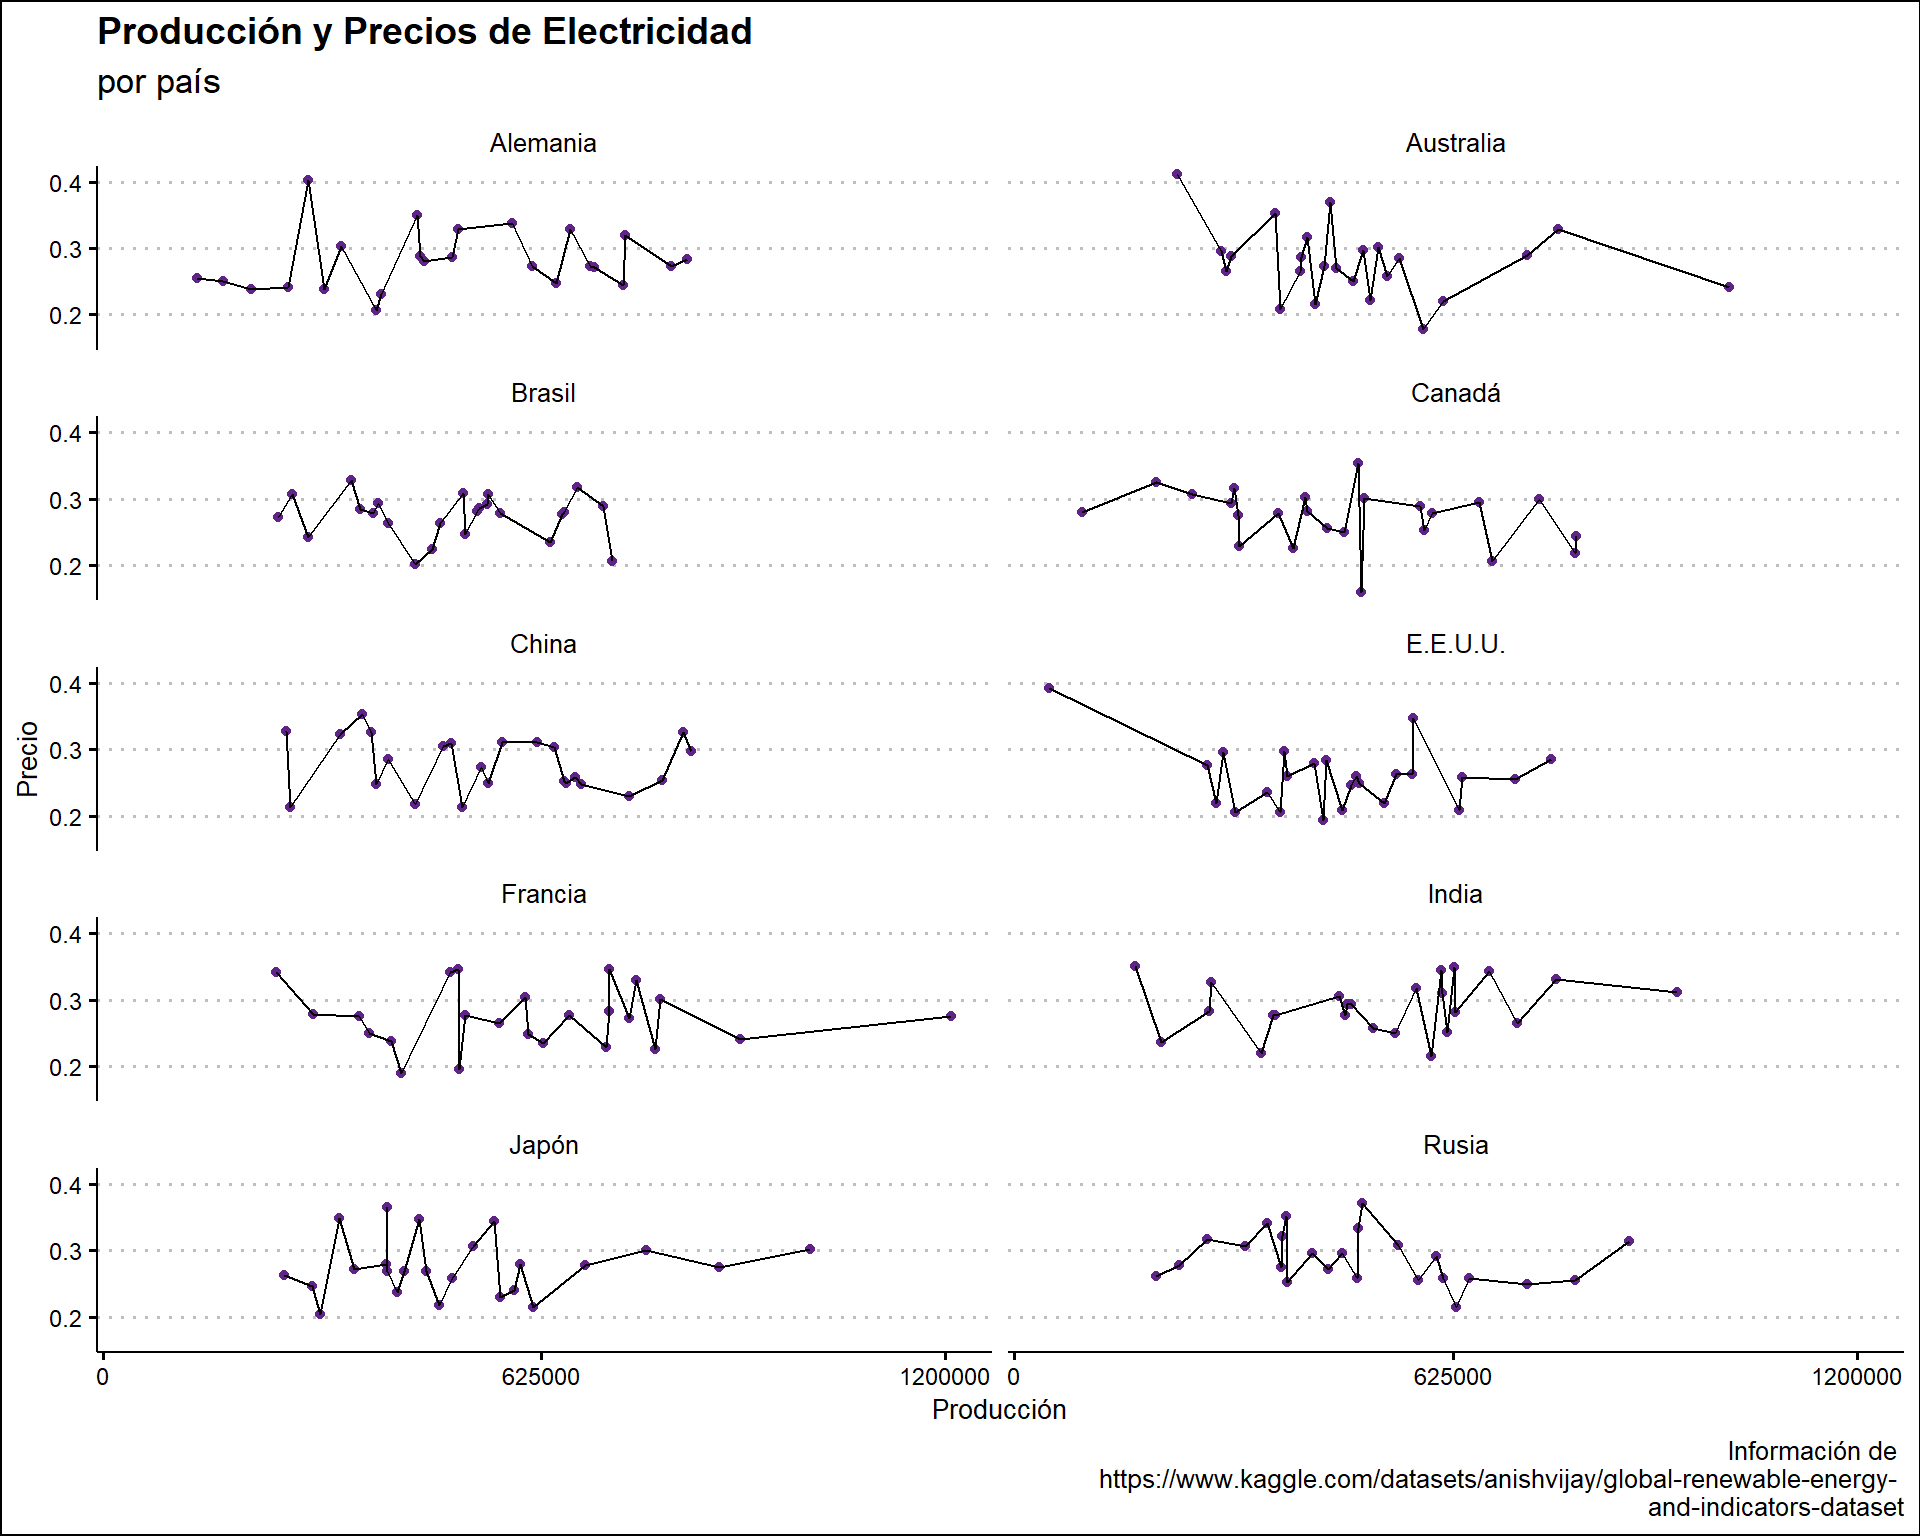 Producción y Precios de Electricidad
por país
Alemania
Australia
0.4
0.3
0.2
Brasil
Canadá
0.4
0.3
0.2
China
E.E.U.U.
0.4
0.3
0.2
Precio
Francia
India
0.4
0.3
0.2
Japón
Rusia
0.4
0.3
0.2
0
625000
1200000
0
625000
1200000
Producción
Información de
https://www.kaggle.com/datasets/anishvijay/global-renewable-energy-
and-indicators-dataset